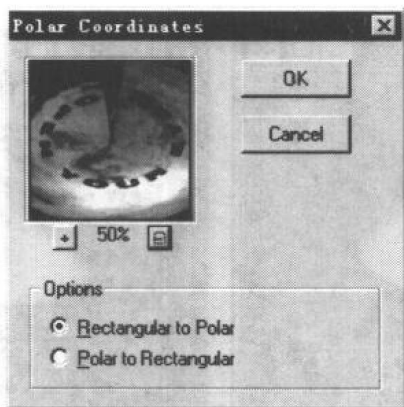 Polar Coordinates
OK
Cancel
50%
Options
Rectangular to Polar
Polar to Rectangular